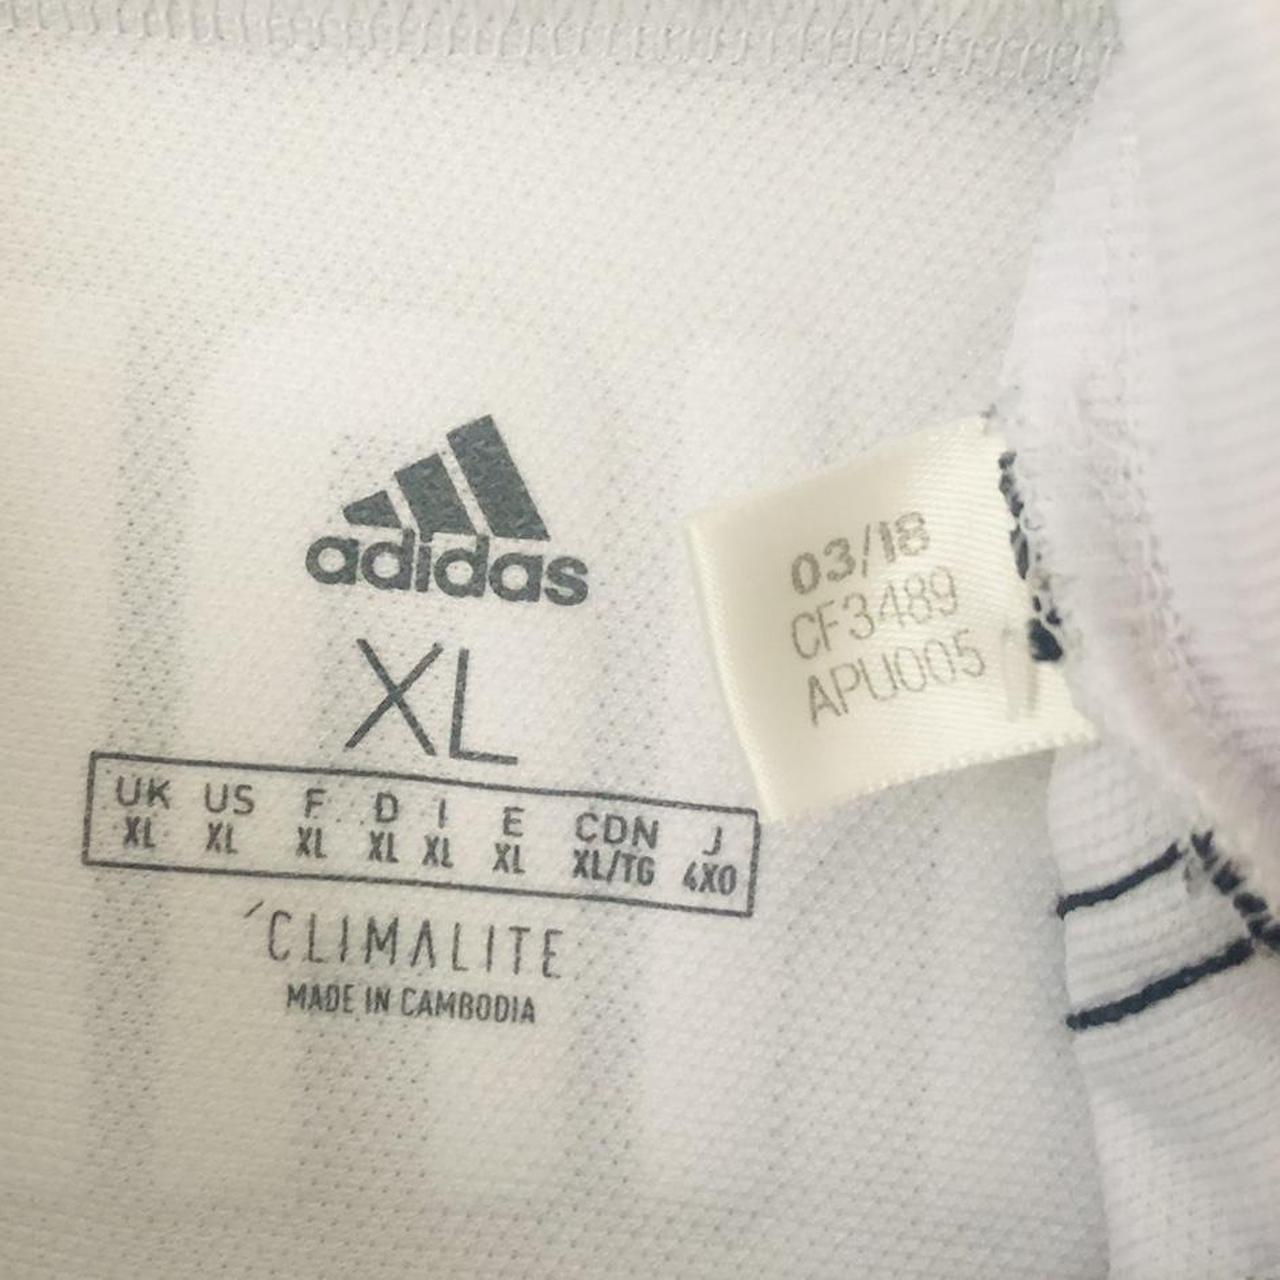 adidas
XL
UK US F D I E CDN J
XL XL XL XL XL XL XL/TG 4XO
´CLIMALITE
MADE IN CAMBODIA
03/18
CF3489
APU005